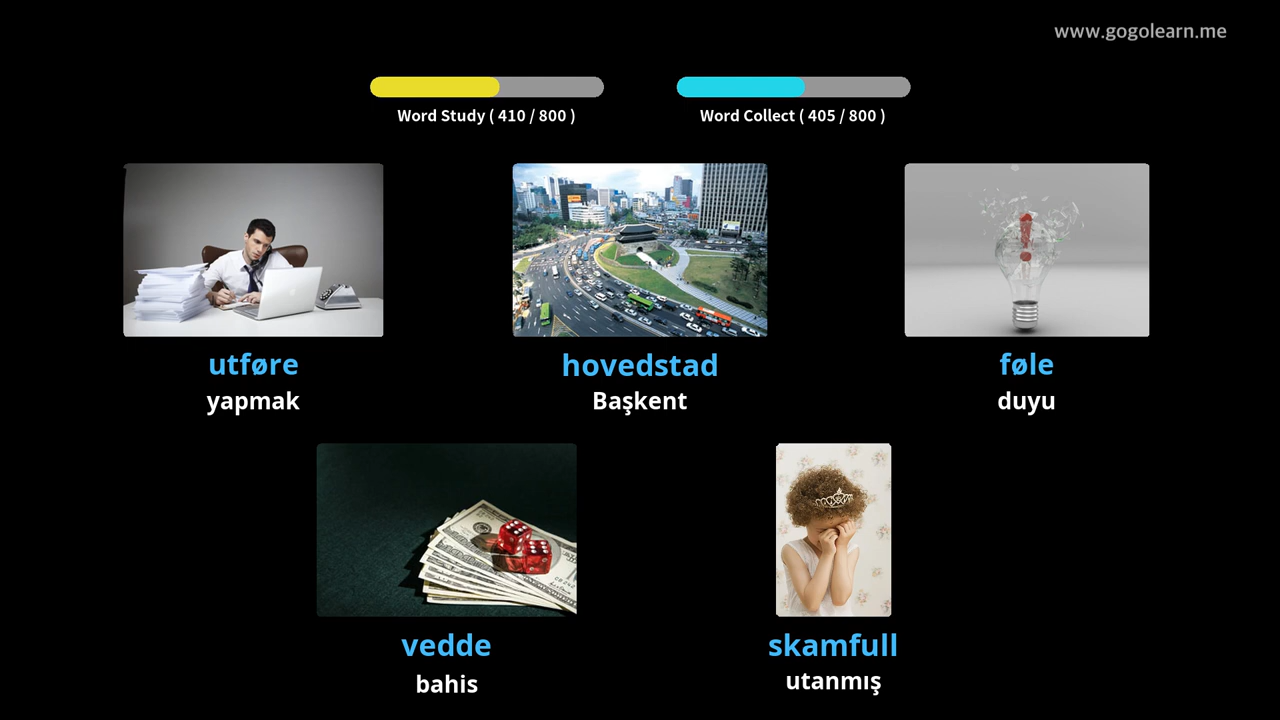 www.gogolearn.me
Word Study ( 410 / 800 )
Word Collect ( 405 / 800 )
utføre
yapmak
hovedstad
Başkent
føle
duyu
vedde
bahis
skamfull
utanmış